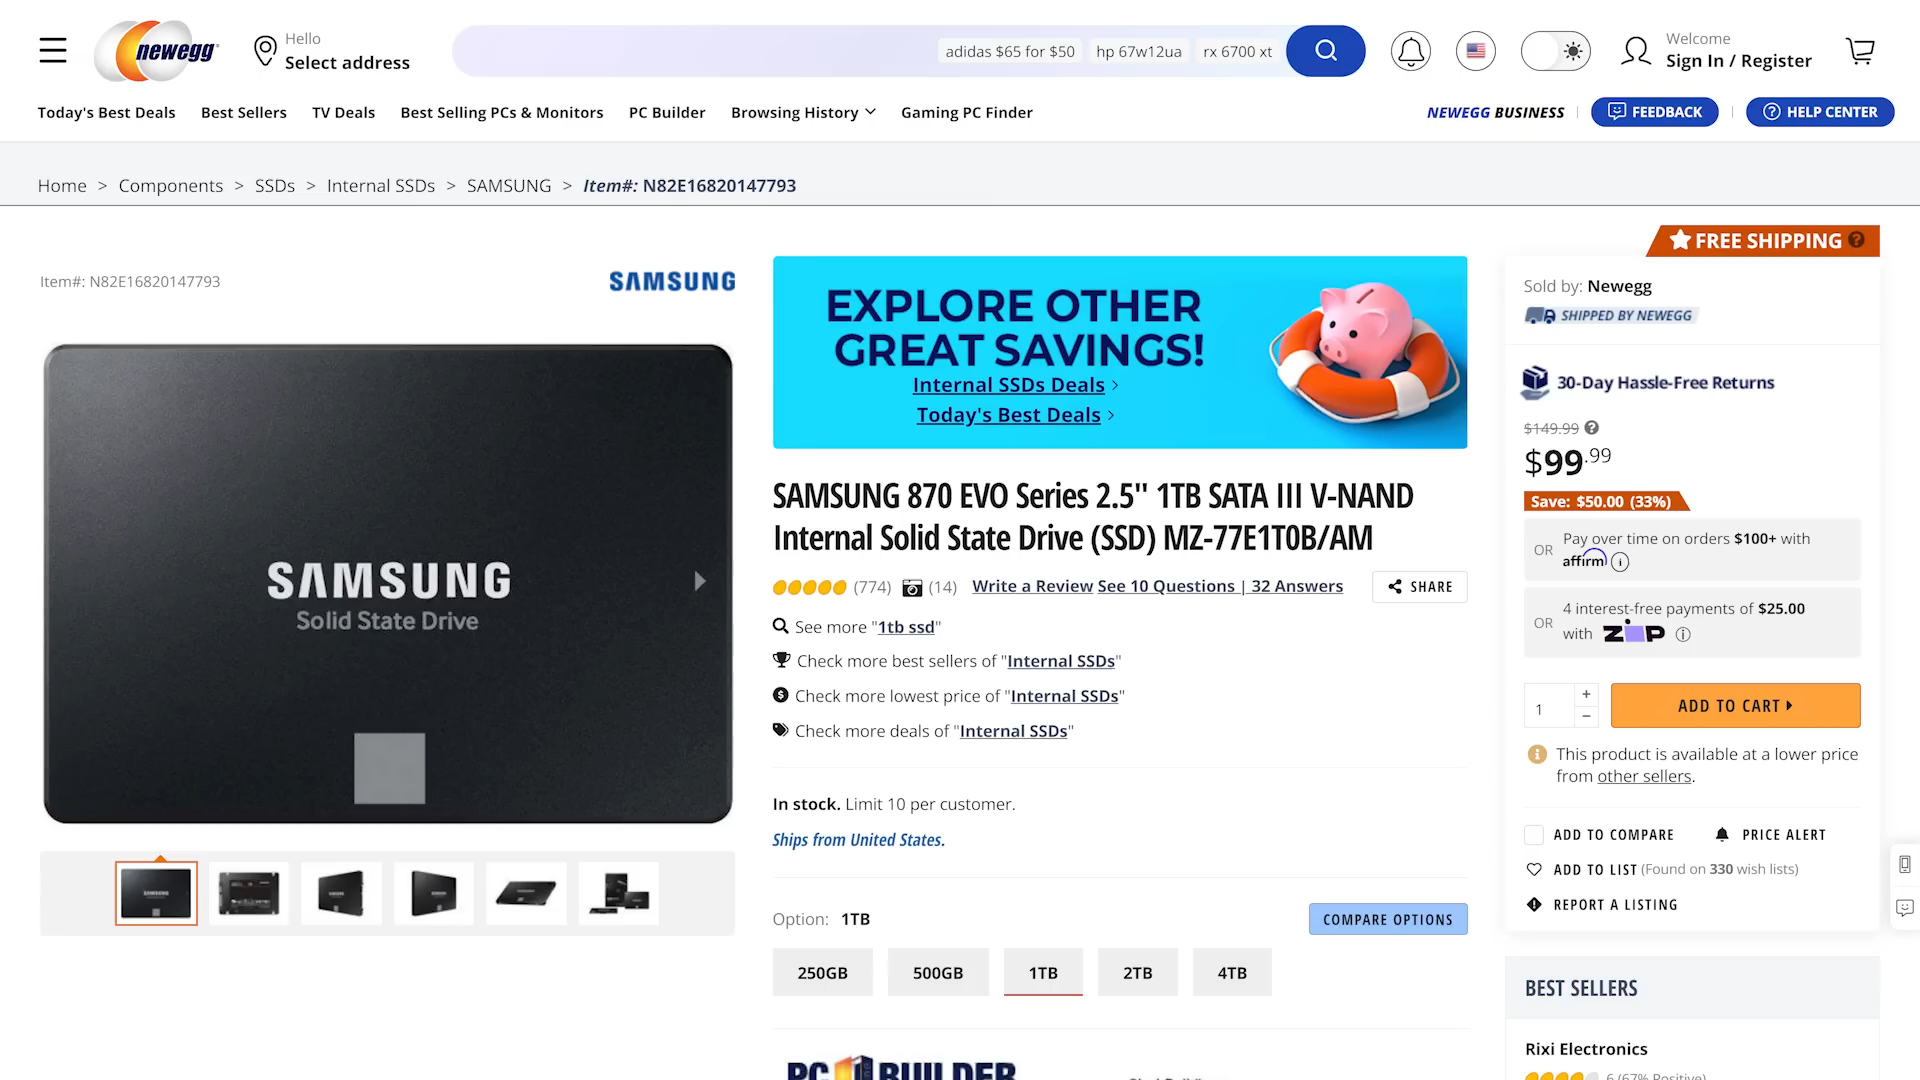 newegg
Hello
Select address
adidas $65 for $50
hp 67w12ua
rx 6700 xt
Welcome
Sign In / Register
Today's Best Deals
Best Sellers
TV Deals
Best Selling PCs & Monitors
PC Builder
Browsing History
Gaming PC Finder
NEWEGG BUSINESS
FEEDBACK
HELP CENTER
Home > Components > SSDs > Internal SSDs > SAMSUNG > Item#: N82E16820147793
FREE SHIPPING
Item#: N82E16820147793
SAMSUNG
SAMSUNG
Solid State Drive
EXPLORE OTHER
GREAT SAVINGS!
Internal SSDs Deals
Today's Best Deals
SAMSUNG 870 EVO Series 2.5" 1TB SATA III V-NAND
Internal Solid State Drive (SSD) MZ-77E1T0B/AM
(774) (14) Write a Review See 10 Questions | 32 Answers
SHARE
See more "1tb ssd"
Check more best sellers of "Internal SSDs"
Check more lowest price of "Internal SSDs"
Check more deals of "Internal SSDs"
In stock. Limit 10 per customer.
Ships from United States.
Option: 1TB
COMPARE OPTIONS
250GB
500GB
1TB
2TB
4TB
PC BUILDER
Sold by: Newegg
SHIPPED BY NEWEGG
30-Day Hassle-Free Returns
$149.99
$99.99
Save: $50.00 (33%)
OR
Pay over time on orders $100+ with
affirm
OR
4 interest-free payments of $25.00
with ZIP
1
+
−
ADD TO CART
This product is available at a lower price
from other sellers.
ADD TO COMPARE
PRICE ALERT
ADD TO LIST (Found on 330 wish lists)
REPORT A LISTING
BEST SELLERS
Rixi Electronics
6 (67% Positive)